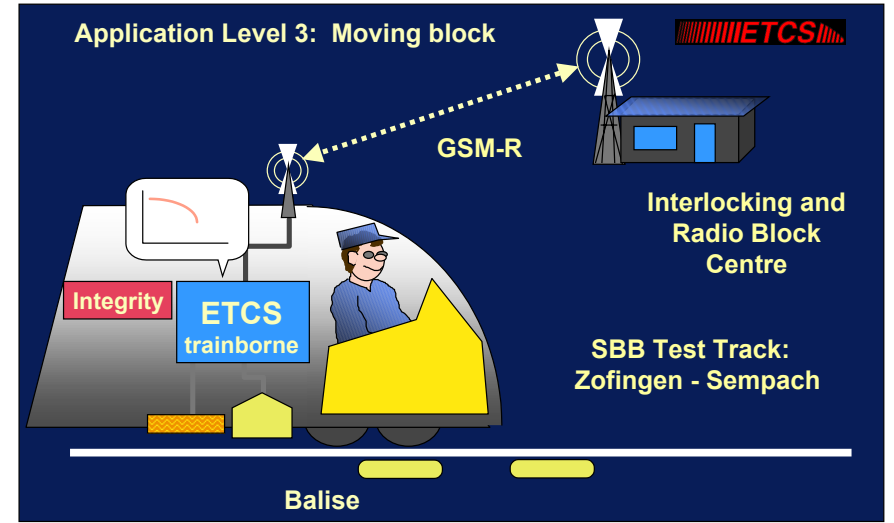 Application Level 3: Moving block
ETCS
GSM-R
Interlocking and
Radio Block
Centre
Integrity
ETCS
trainborne
SBB Test Track:
Zofingen - Sempach
Balise